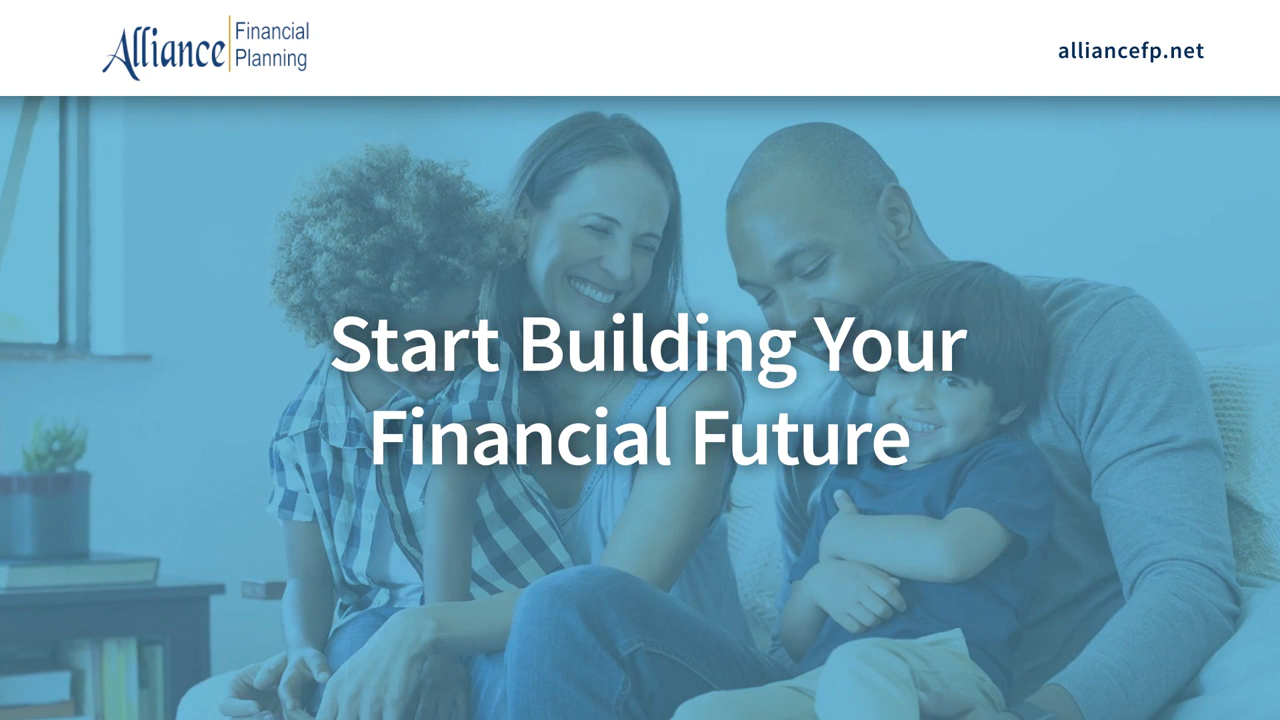 Alliance
Financial
Planning
alliancefp.net
Start Building Your
Financial Future